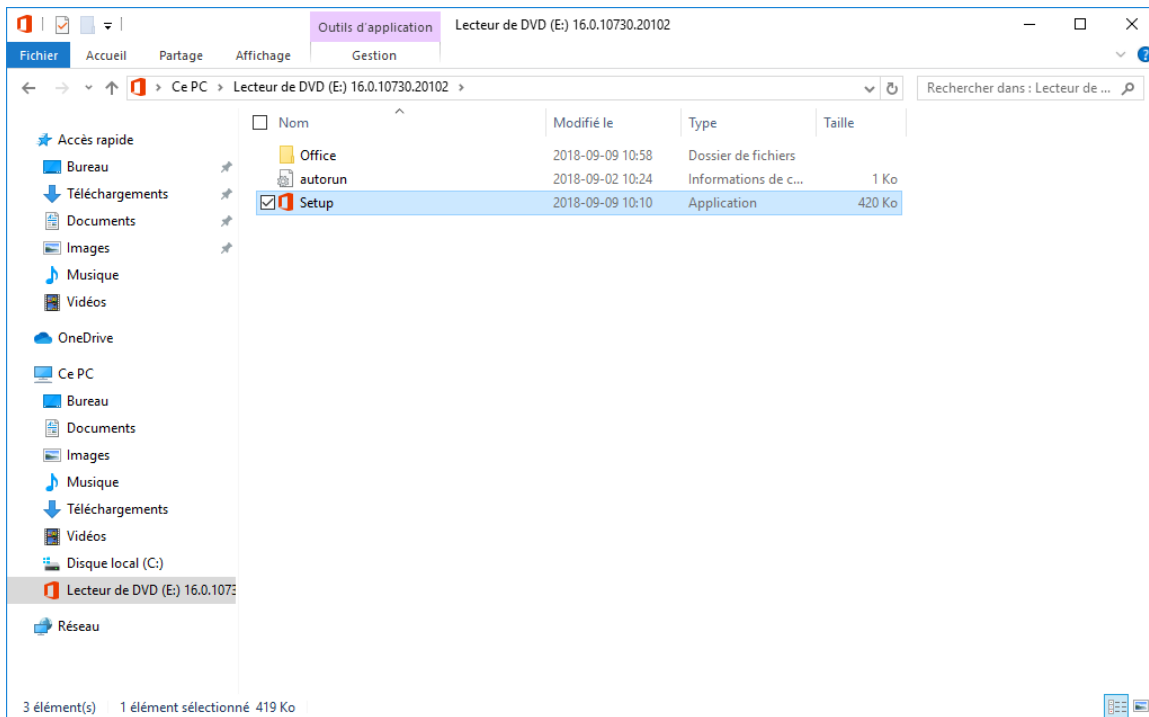 Outils d'application Lecteur de DVD (E:) 16.0.10730.20102
Fichier Accueil Partage Affichage Gestion
Ce PC Lecteur de DVD (E:) 16.0.10730.20102 Rechercher dans : Lecteur de ...
Nom Modifié le Type Taille
Office 2018-09-09 10:58 Dossier de fichiers
autorun 2018-09-02 10:24 Informations de c... 1 Ko
Setup 2018-09-09 10:10 Application 420 Ko
Accès rapide
Bureau
Téléchargements
Documents
Images
Musique
Vidéos
OneDrive
Ce PC
Bureau
Documents
Images
Musique
Téléchargements
Vidéos
Disque local (C:)
Lecteur de DVD (E:) 16.0.1073
Réseau
3 élément(s) 1 élément sélectionné 419 Ko